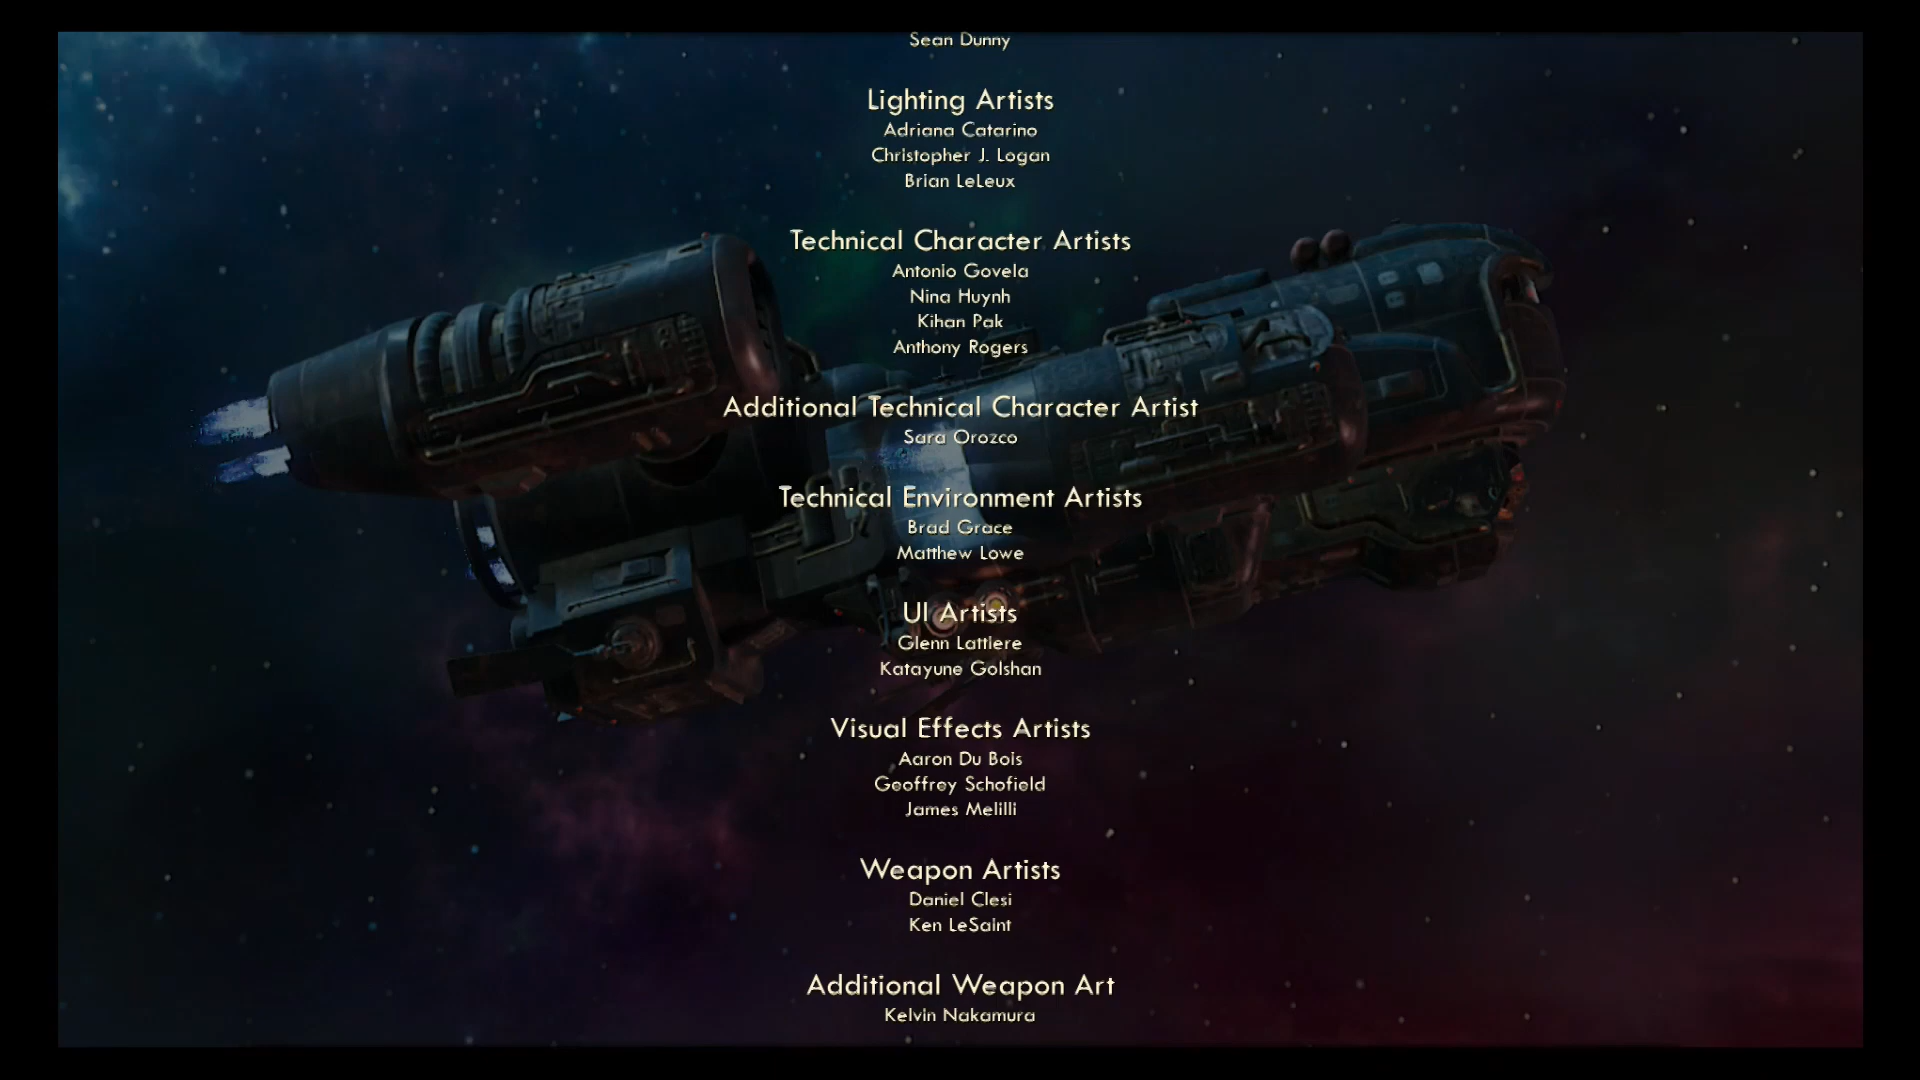 Sean Dunny
Lighting Artists
Adriana Catarino
Christopher J. Logan
Brian LeLeux
Technical Character Artists
Antonio Govela
Nina Huynh
Kihan Pak
Anthony Rogers
Additional Technical Character Artist
Sara Orozco
Technical Environment Artists
Brad Grace
Matthew Lowe
UI Artists
Glenn Lattiere
Katayune Golshan
Visual Effects Artists
Aaron Du Bois
Geoffrey Schofield
James Melilli
Weapon Artists
Daniel Clesi
Ken LeSaint
Additional Weapon Art
Kelvin Nakamura